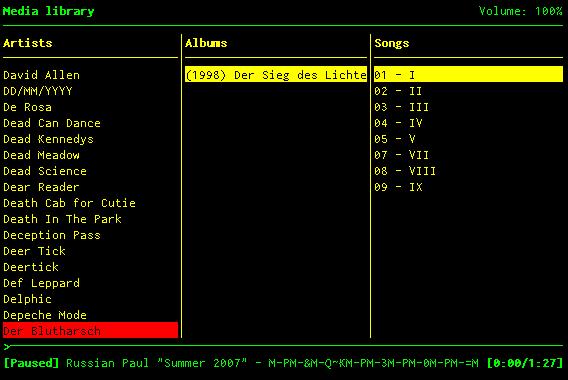 Media library
Volume: 100%
Artists
David Allen
DD/MM/YYYY
De Rosa
Dead Can Dance
Dead Kennedys
Dead Meadow
Dead Science
Dear Reader
Death Cab for Cutie
Death In The Park
Deception Pass
Deer Tick
Deertick
Def Leppard
Delphic
Depeche Mode
Der Blutharsch
Albums
(1998) Der Sieg des Lichte
Songs
01 - I
02 - II
03 - III
04 - IV
05 - V
07 - VII
08 - VIII
09 - IX
>
[Paused] Russian Paul "Summer 2007" - M-PM-&M-Q~KM-PM-3M-PM-0M-PM-=M [0:00/1:27]